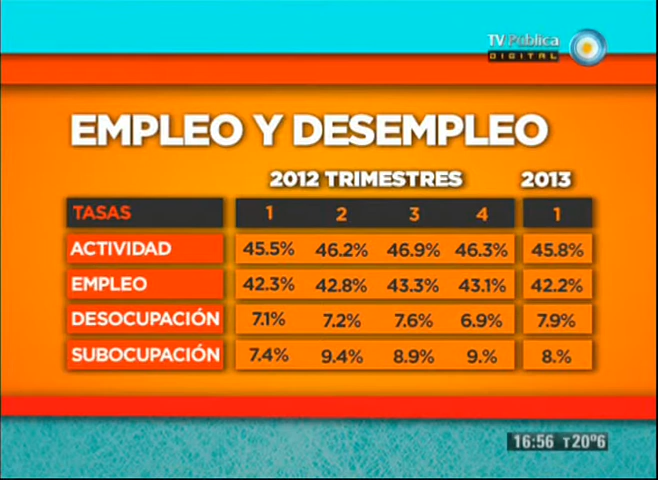 TV Pública
DIGITAL
EMPLEO Y DESEMPLEO
2012 TRIMESTRES 2013
TASAS 1 2 3 4 1
ACTIVIDAD 45.5% 46.2% 46.9% 46.3% 45.8%
EMPLEO 42.3% 42.8% 43.3% 43.1% 42.2%
DESOCUPACIÓN 7.1% 7.2% 7.6% 6.9% 7.9%
SUBOCUPACIÓN 7.4% 9.4% 8.9% 9.% 8.%
16:56 T20°6